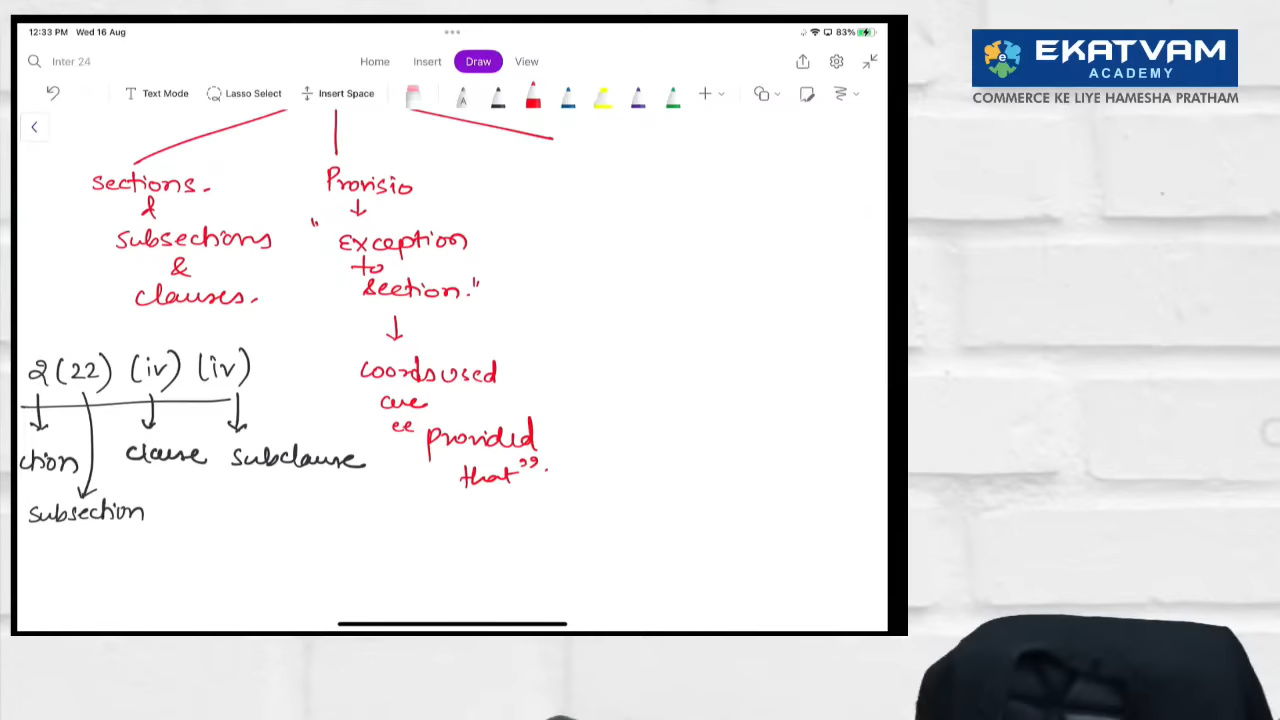 12:33 PM Wed 16 Aug
83%
Inter 24
Home Insert Draw View
Text Mode Lasso Select Insert Space
EKATVAM
ACADEMY
COMMERCE KE LIYE HAMESHA PRATHAM
sections.
&
subsections
&
clauses.
Provisio
"Exception
to
section."
words used
are
"provided
that".
2(22) (iv) (iv)
ction
clause subclause
subsection